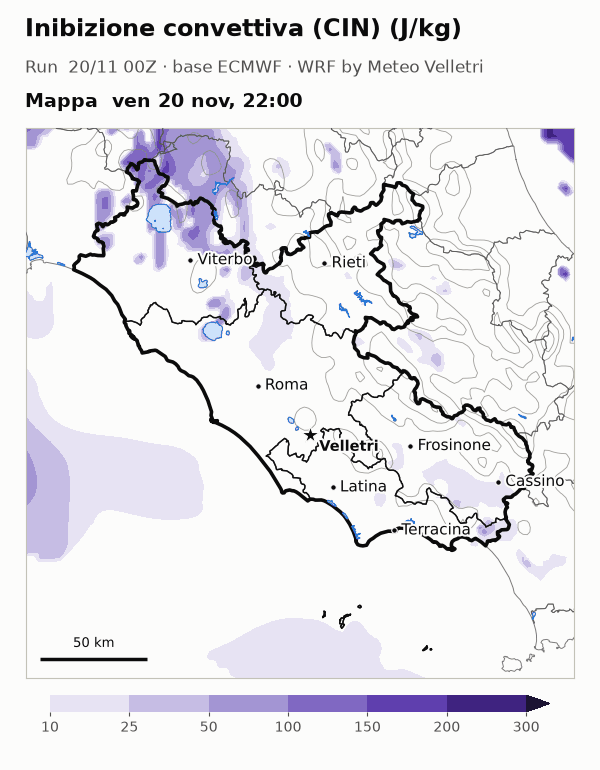 Inibizione convettiva (CIN) (J/kg)
Run  20/11 00Z · base ECMWF · WRF by Meteo Velletri
Mappa  ven 20 nov, 22:00
Viterbo
Rieti
Roma
Velletri
Frosinone
Cassino
Latina
Terracina
50 km
10 25 50 100 150 200 300